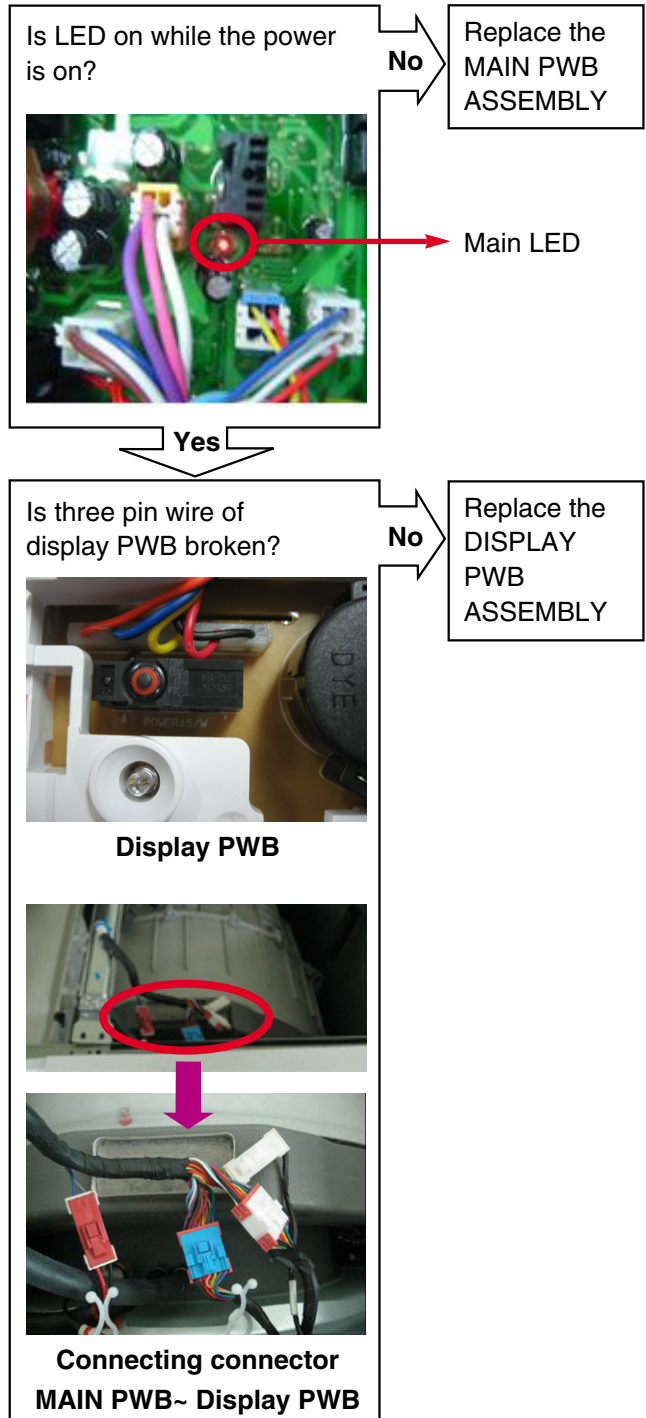 Is LED on while the power
is on?
No
Replace the
MAIN PWB
ASSEMBLY
Main LED
Yes
Is three pin wire of
display PWB broken?
No
Replace the
DISPLAY
PWB
ASSEMBLY
POWER±S/W
DYE
Display PWB
Connecting connector
MAIN PWB~ Display PWB